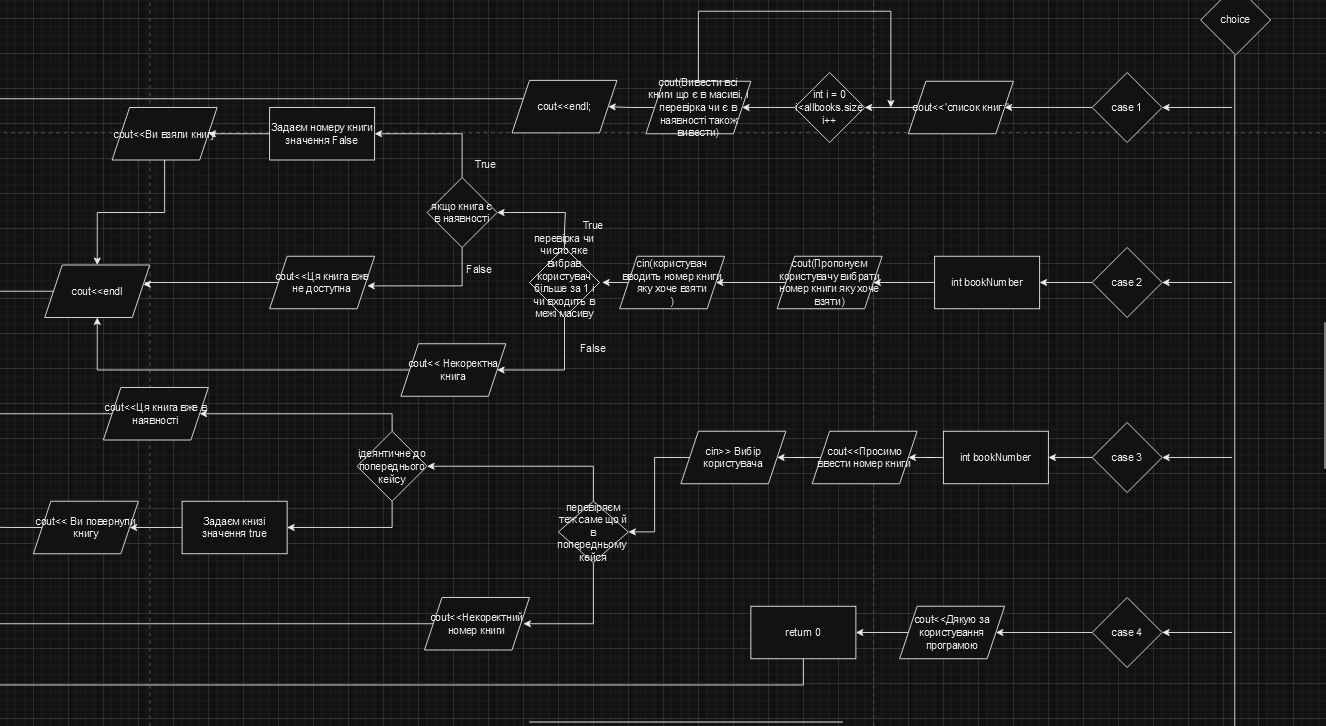 choice
cout<<endl;
cout(Вивести всі
книги що є в масиві, і
перевірка чи є в
наявності також
вивести)
int i = 0
i<allbooks.size
i++
cout<<'список книг
case 1
cout<<Ви взяли книгу
Задаєм номеру книги
значення False
True
якщо книга є
в наявності
False
cout<<Ця книга вже
не доступна
cout<<endl
True
перевірка чи
число яке
вибрав
користувач
більше за 1 і
чи входить в
межі масиву
cin(користувач
вводить номер книги
яку хоче взяти
)
cout(Пропонуєм
користувачу вибрати
номер книги яку хоче
взяти)
int bookNumber
case 2
False
cout<< Некоректна
книга
cout<<Ця книга вже в
наявності
ідеянтичне до
попереднього
кейсу
cin>> Вибір
користувача
cout<<Просимо
ввести номер книги
int bookNumber
case 3
cout<< Ви повернули
книгу
Задаєм книзі
значення true
перевіряєм
теж саме що й
в
попередньому
кейся
cout<<Некоректний
номер книги
return 0
cout<<Дякую за
користування
програмою
case 4